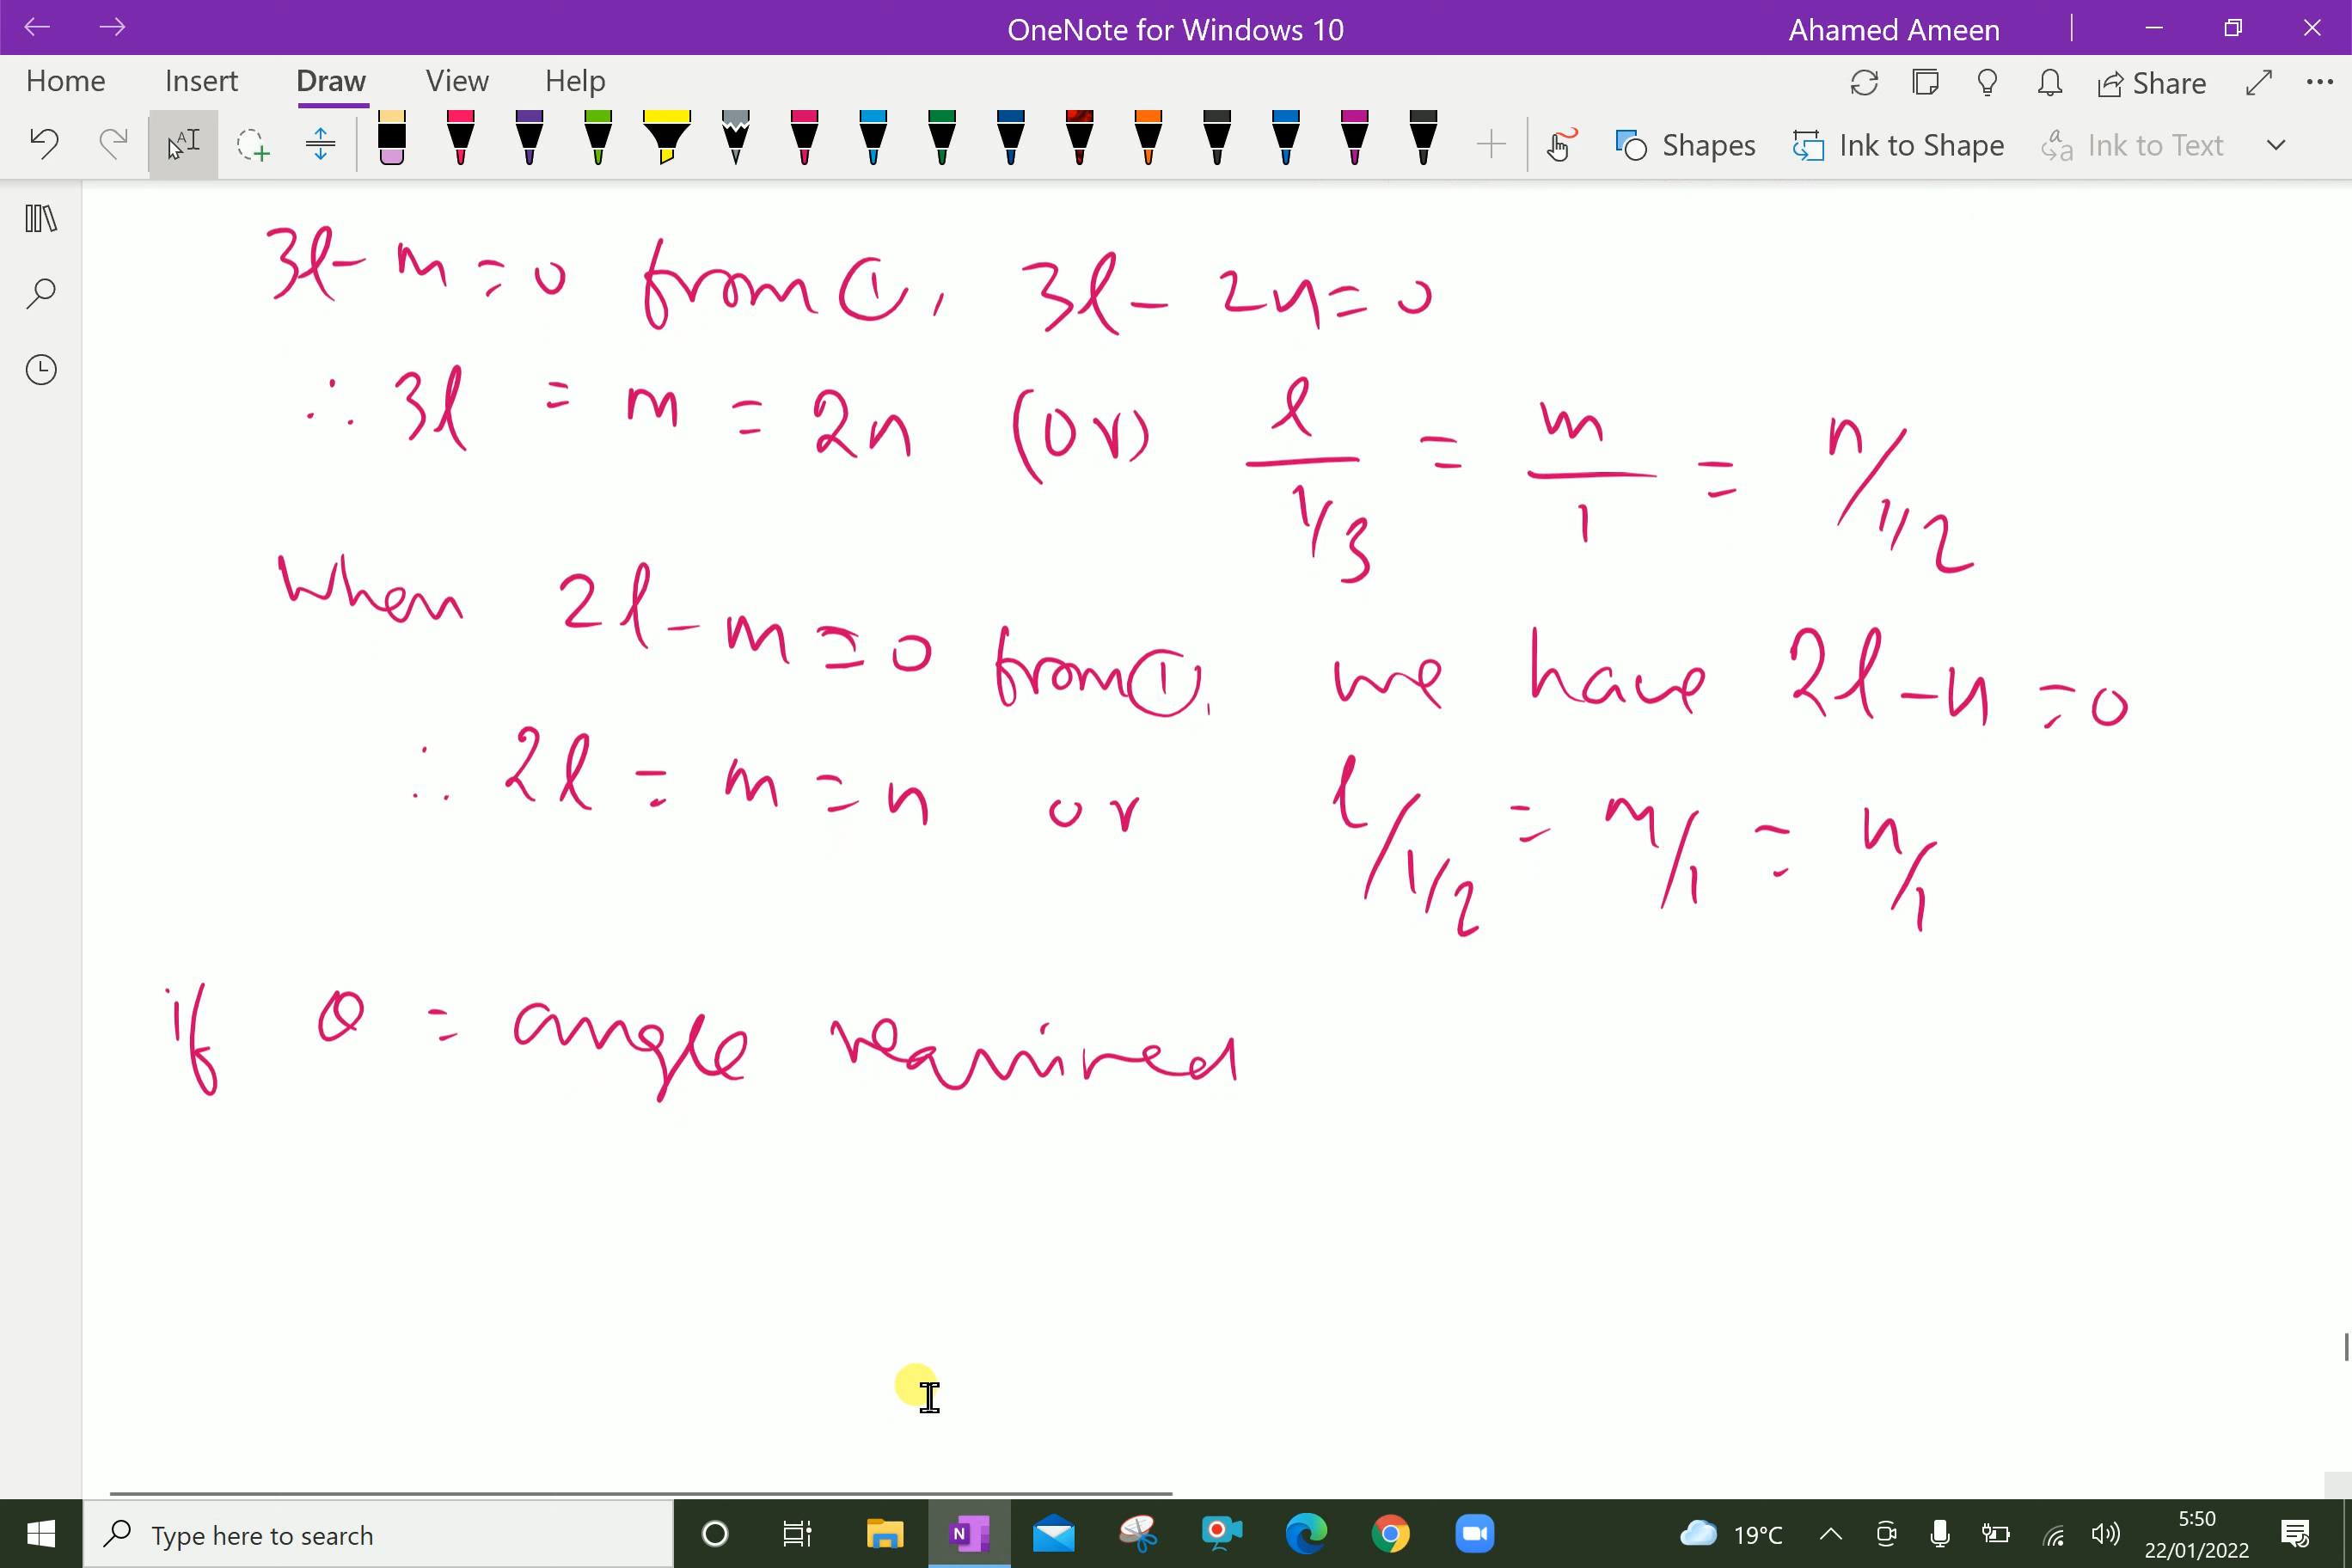 OneNote for Windows 10 Ahamed Ameen
Home Insert Draw View Help Share
Shapes Ink to Shape Ink to Text
3l - m = 0 from ①, 3l - 2n = 0
∴ 3l = m = 2n (or) l/1/3 = m/1 = n/1/2
When 2l - m = 0 from ①, we have 2l - n = 0
∴ 2l = m = n or l/1/2 = m/1 = n/1
if θ = angle required
Type here to search 19°C 5:50
22/01/2022